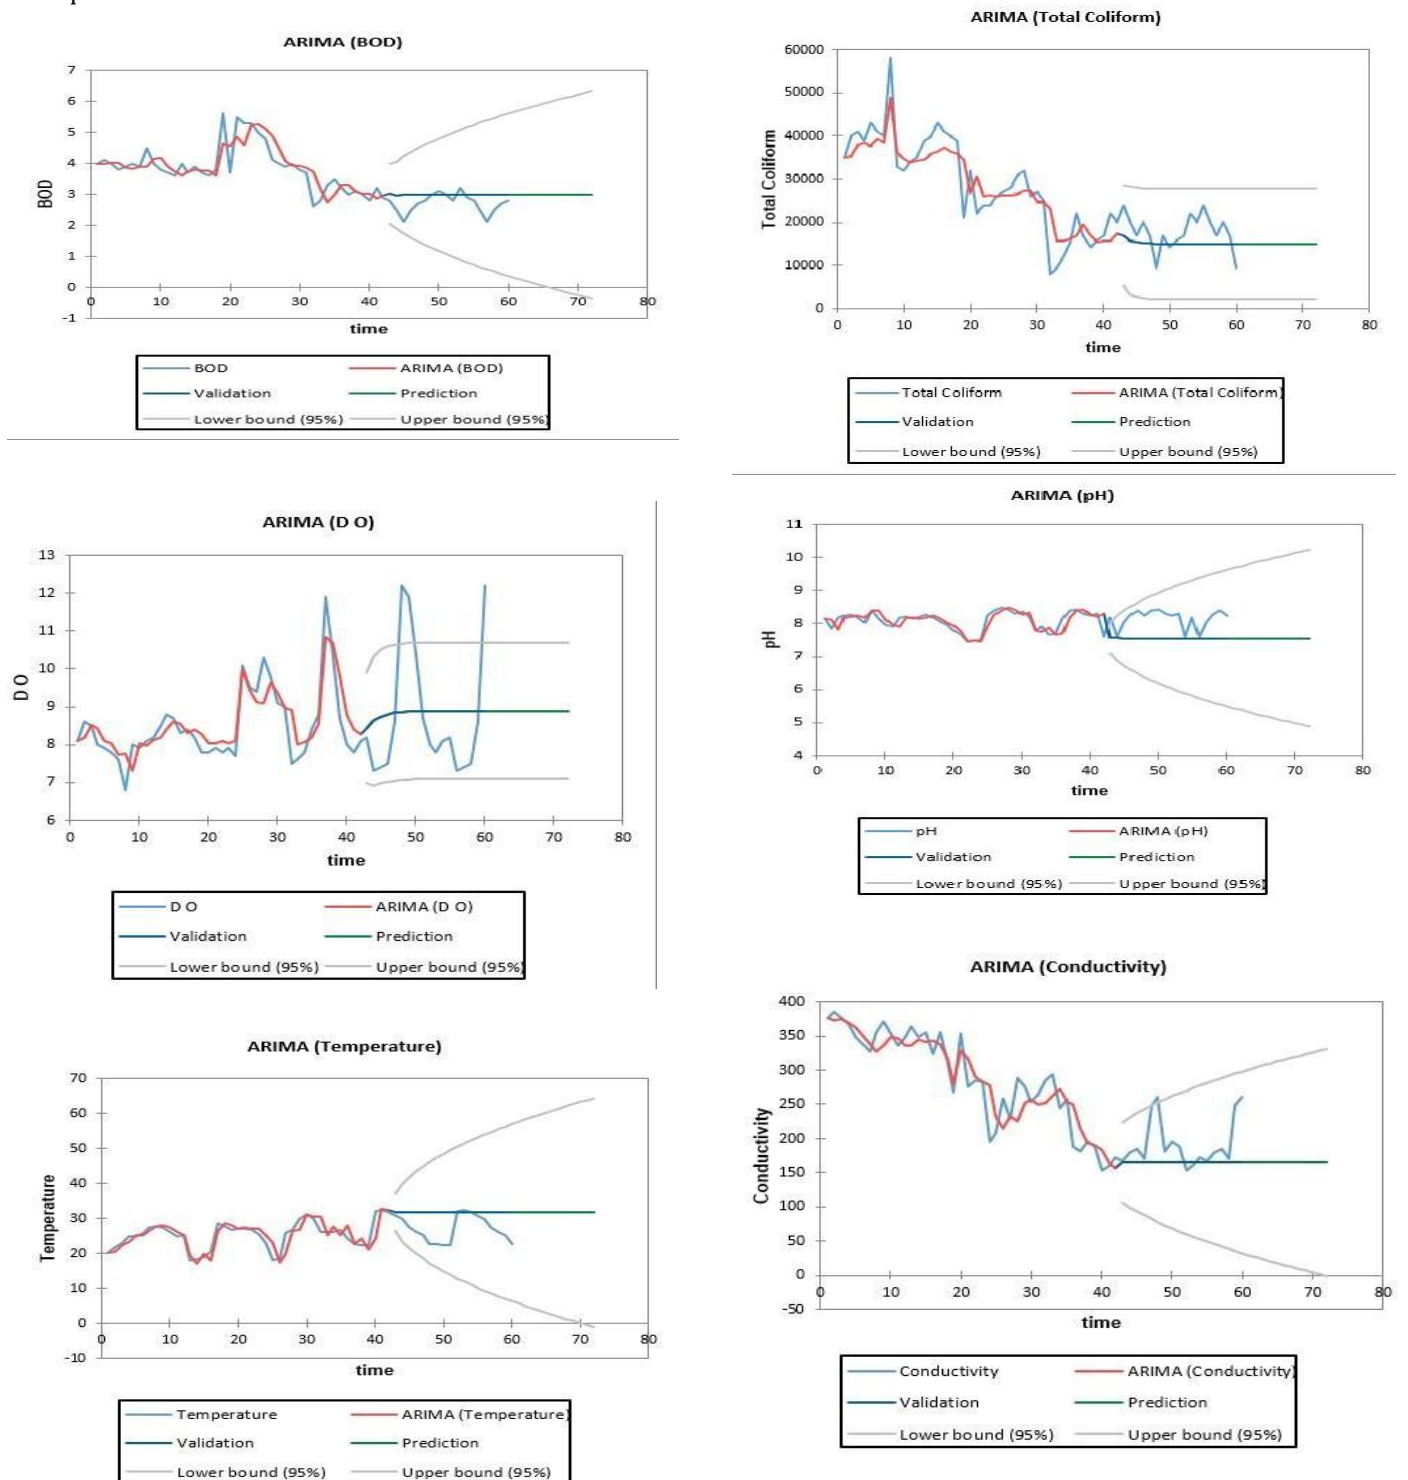 ARIMA (BOD)
7
6
5
4
3
2
1
0
-1
0 10 20 30 40 50 60 70 80
BOD
time
BOD ARIMA (BOD)
Validation Prediction
Lower bound (95%) Upper bound (95%)
ARIMA (Total Coliform)
60000
50000
40000
30000
20000
10000
0
0 10 20 30 40 50 60 70 80
Total Coliform
time
Total Coliform ARIMA (Total Coliform)
Validation Prediction
Lower bound (95%) Upper bound (95%)
ARIMA (D O)
13
12
11
10
9
8
7
6
0 10 20 30 40 50 60 70 80
D O
time
D O ARIMA (D O)
Validation Prediction
Lower bound (95%) Upper bound (95%)
ARIMA (pH)
11
10
9
8
7
6
5
4
0 10 20 30 40 50 60 70 80
pH
time
pH ARIMA (pH)
Validation Prediction
Lower bound (95%) Upper bound (95%)
ARIMA (Temperature)
70
60
50
40
30
20
10
0
-10
0 10 20 30 40 50 60 70 80
Temperature
time
Temperature ARIMA (Temperature)
Validation Prediction
Lower bound (95%) Upper bound (95%)
ARIMA (Conductivity)
400
350
300
250
200
150
100
50
0
-50
0 10 20 30 40 50 60 70 80
Conductivity
time
Conductivity ARIMA (Conductivity)
Validation Prediction
Lower bound (95%) Upper bound (95%)